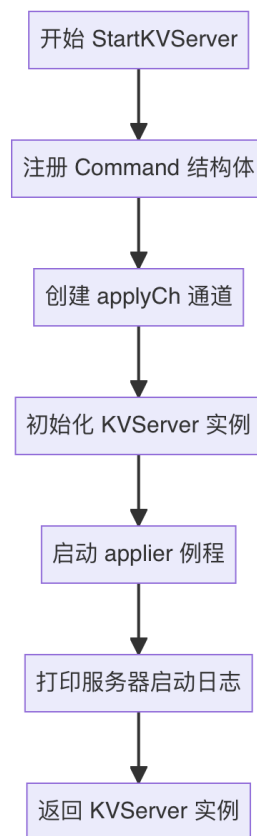 开始 StartKVServer
注册 Command 结构体
创建 applyCh 通道
初始化 KVServer 实例
启动 applier 例程
打印服务器启动日志
返回 KVServer 实例